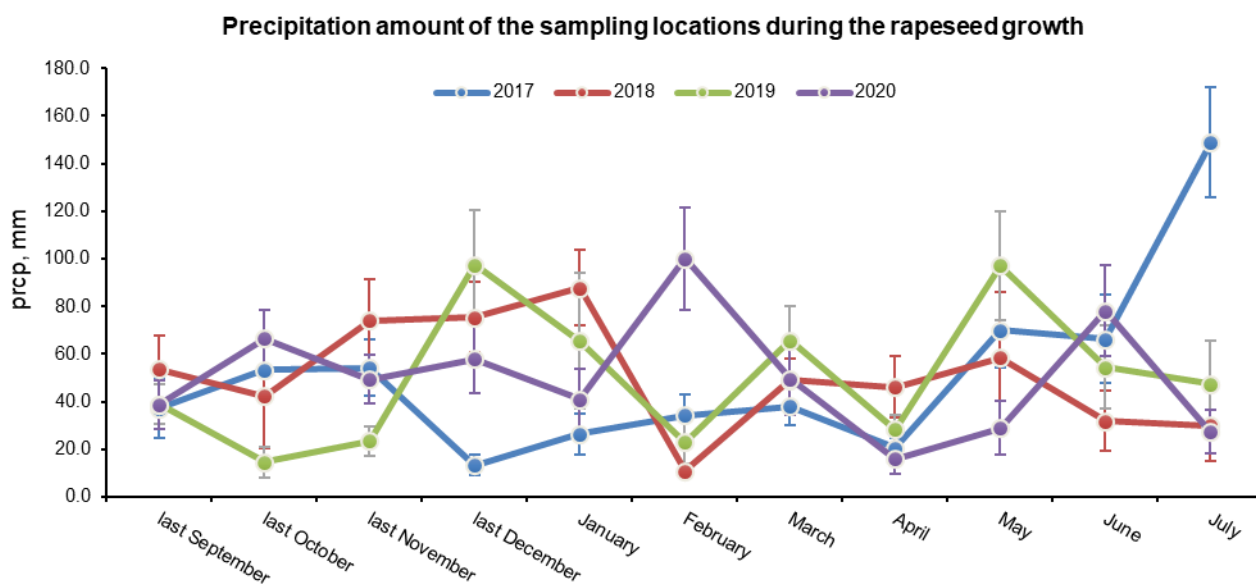 Precipitation amount of the sampling locations during the rapeseed growth
180.0
160.0
140.0
120.0
100.0
80.0
60.0
40.0
20.0
0.0
prcp, mm
2017 2018 2019 2020
last September
last October
last November
last December
January
February
March
April
May
June
July